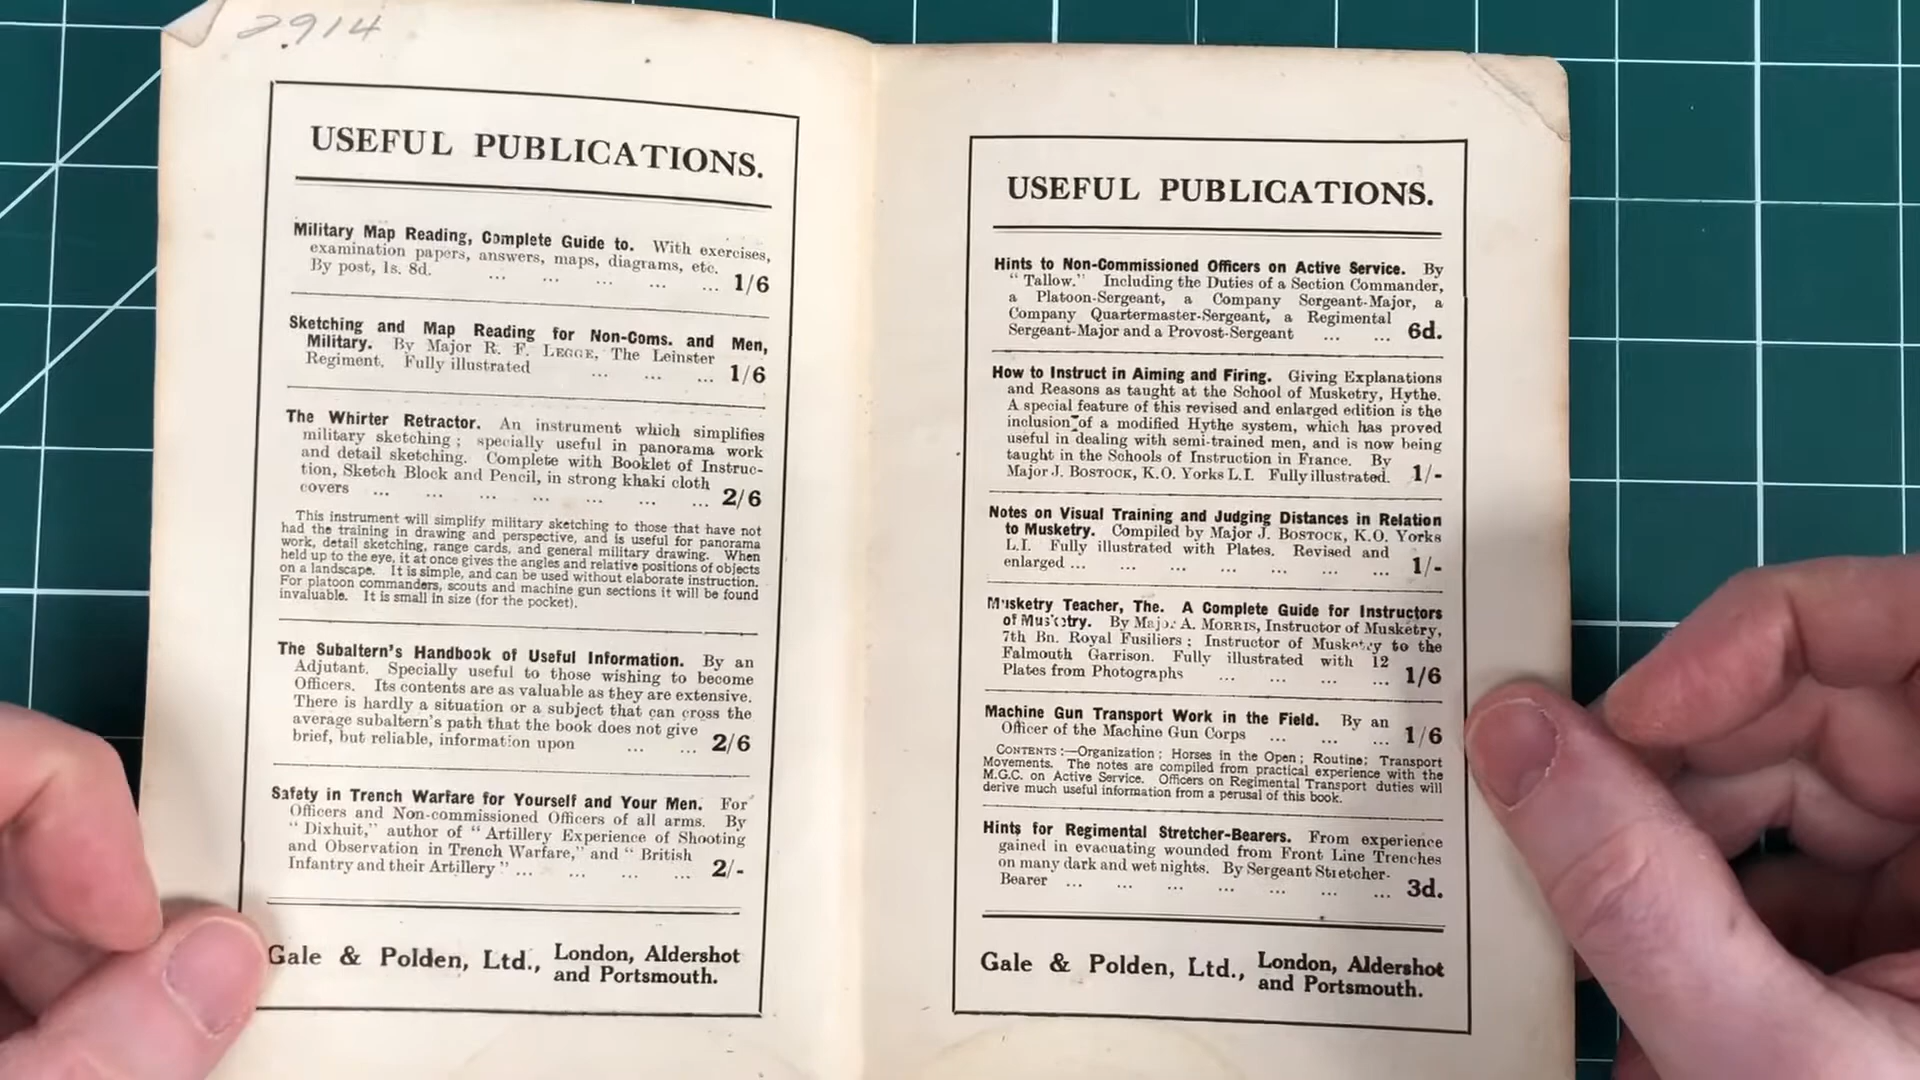 2914
USEFUL PUBLICATIONS.
Military Map Reading, Complete Guide to. With exercises,
examination papers, answers, maps, diagrams, etc.
By post, 1s. 8d. ... ... ... ... ... 1/6
Sketching and Map Reading for Non-Coms. and Men,
Military. By Major R. F. LEGGE, The Leinster
Regiment. Fully illustrated ... ... ... 1/6
The Whirter Retractor. An instrument which simplifies
military sketching; specially useful in panorama work
and detail sketching. Complete with Booklet of Instruc-
tion, Sketch Block and Pencil, in strong khaki cloth
covers ... ... ... ... ... ... ... 2/6
This instrument will simplify military sketching to those that have not
had the training in drawing and perspective, and is useful for panorama
work, detail sketching, range cards, and general military drawing. When
held up to the eye, it at once gives the angles and relative positions of objects
on a landscape. It is simple, and can be used without elaborate instruction.
For platoon commanders, scouts and machine gun sections it will be found
invaluable. It is small in size (for the pocket).
The Subaltern's Handbook of Useful Information. By an
Adjutant. Specially useful to those wishing to become
Officers. Its contents are as valuable as they are extensive.
There is hardly a situation or a subject that can cross the
average subaltern's path that the book does not give
brief, but reliable, information upon ... ... 2/6
Safety in Trench Warfare for Yourself and Your Men. For
Officers and Non-commissioned Officers of all arms. By
"Dixhuit," author of "Artillery Experience of Shooting
and Observation in Trench Warfare," and "British
Infantry and their Artillery" ... ... ... ... 2/-
Gale & Polden, Ltd., London, Aldershot
and Portsmouth.
USEFUL PUBLICATIONS.
Hints to Non-Commissioned Officers on Active Service. By
"Tallow." Including the Duties of a Section Commander,
a Platoon-Sergeant, a Company Sergeant-Major, a
Company Quartermaster-Sergeant, a Regimental
Sergeant-Major and a Provost-Sergeant ... ... 6d.
How to Instruct in Aiming and Firing. Giving Explanations
and Reasons as taught at the School of Musketry, Hythe.
A special feature of this revised and enlarged edition is the
inclusion of a modified Hythe system, which has proved
useful in dealing with semi-trained men, and is now being
taught in the Schools of Instruction in France. By
Major J. BOSTOCK, K.O. Yorks L.I. Fully illustrated. 1/-
Notes on Visual Training and Judging Distances in Relation
to Musketry. Compiled by Major J. BOSTOCK, K.O. Yorks
L.I. Fully illustrated with Plates. Revised and
enlarged ... ... ... ... ... ... ... 1/-
Musketry Teacher, The. A Complete Guide for Instructors
of Musketry. By Major A. MORRIS, Instructor of Musketry,
7th Bn. Royal Fusiliers; Instructor of Musketry to the
Falmouth Garrison. Fully illustrated with 12
Plates from Photographs ... ... ... ... 1/6
Machine Gun Transport Work in the Field. By an
Officer of the Machine Gun Corps ... ... ... 1/6
CONTENTS:—Organization; Horses in the Open; Routine; Transport
Movements. The notes are compiled from practical experience with the
M.G.C. on Active Service. Officers on Regimental Transport duties will
derive much useful information from a perusal of this book.
Hints for Regimental Stretcher-Bearers. From experience
gained in evacuating wounded from Front Line Trenches
on many dark and wet nights. By Sergeant Stretcher-
Bearer ... ... ... ... ... ... ... 3d.
Gale & Polden, Ltd., London, Aldershot
and Portsmouth.